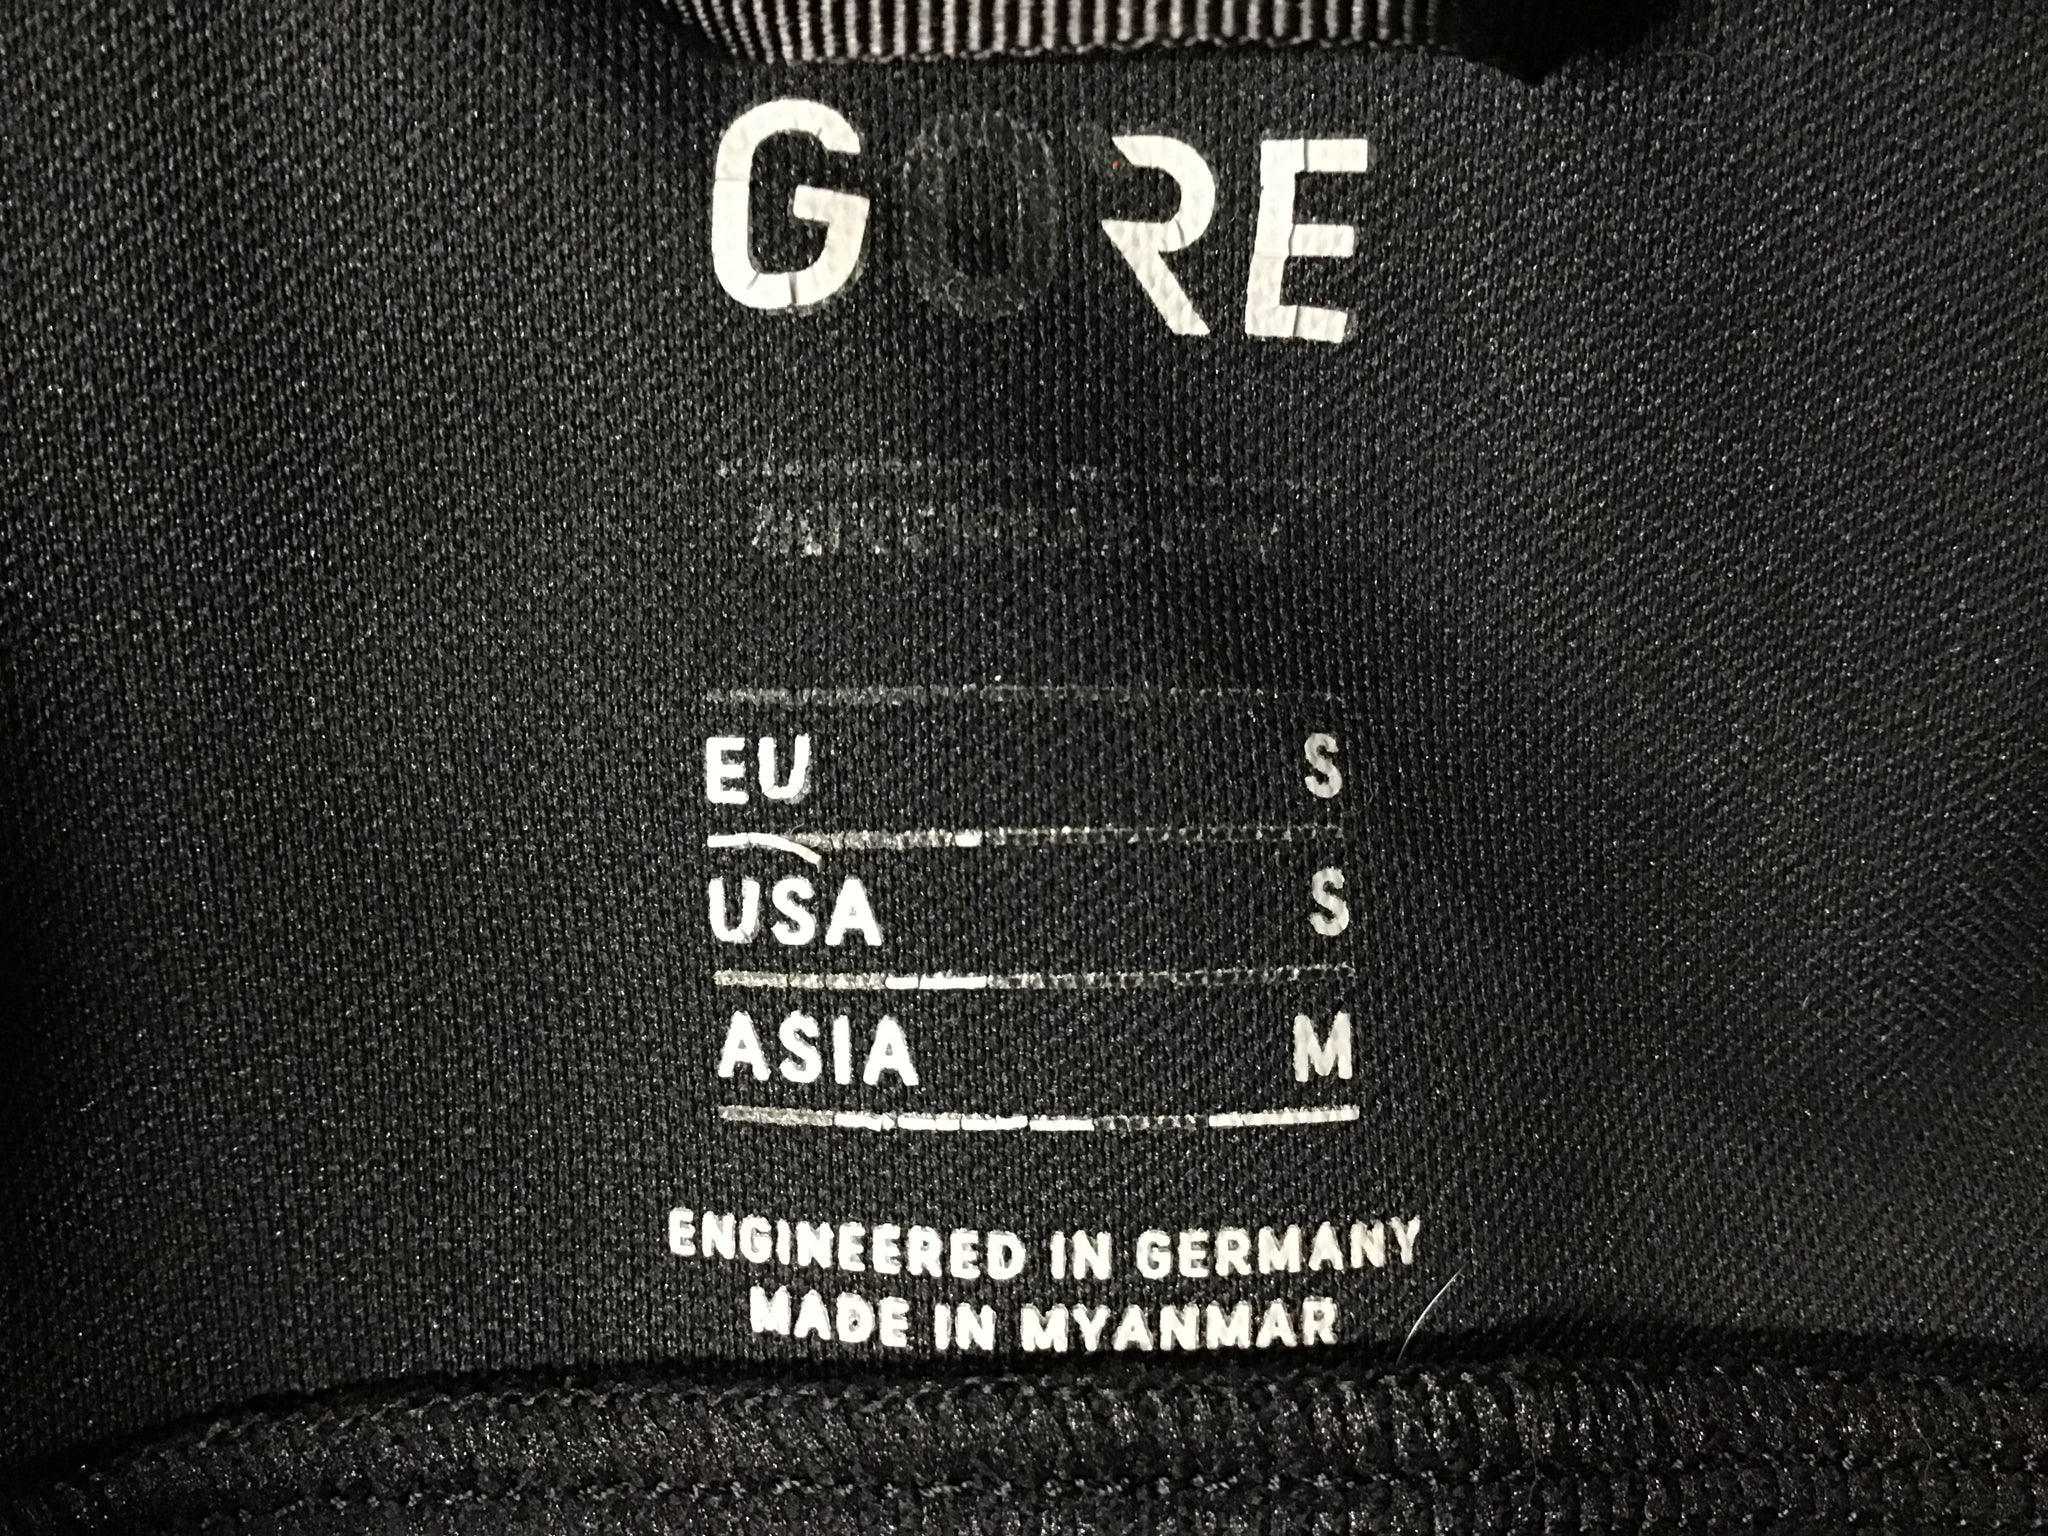 GORE
EU S
USA S
ASIA M
ENGINEERED IN GERMANY
MADE IN MYANMAR